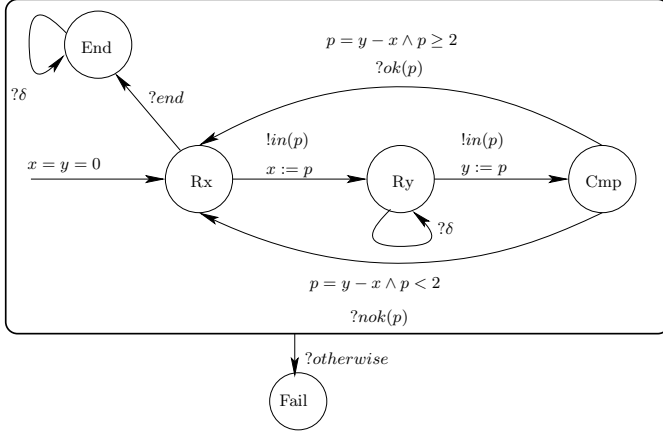 End
p = y − x ∧ p ≥ 2
?ok(p)
?δ
?end
!in(p)
!in(p)
x = y = 0
x := p
y := p
Rx
Ry
Cmp
?δ
p = y − x ∧ p < 2
?nok(p)
?otherwise
Fail